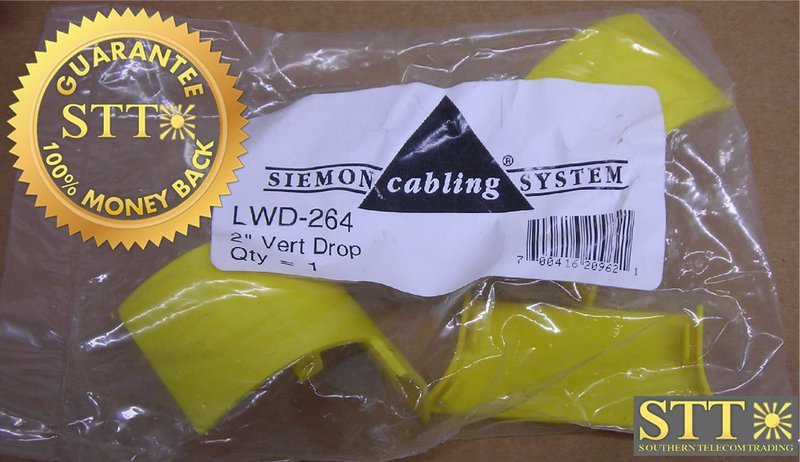 GUARANTEE
STT
100% MONEY BACK
SIEMON cabling® SYSTEM
LWD-264
2" Vert Drop
Qty = 1
7 00416 20962 1
STT
SOUTHERN TELECOM TRADING